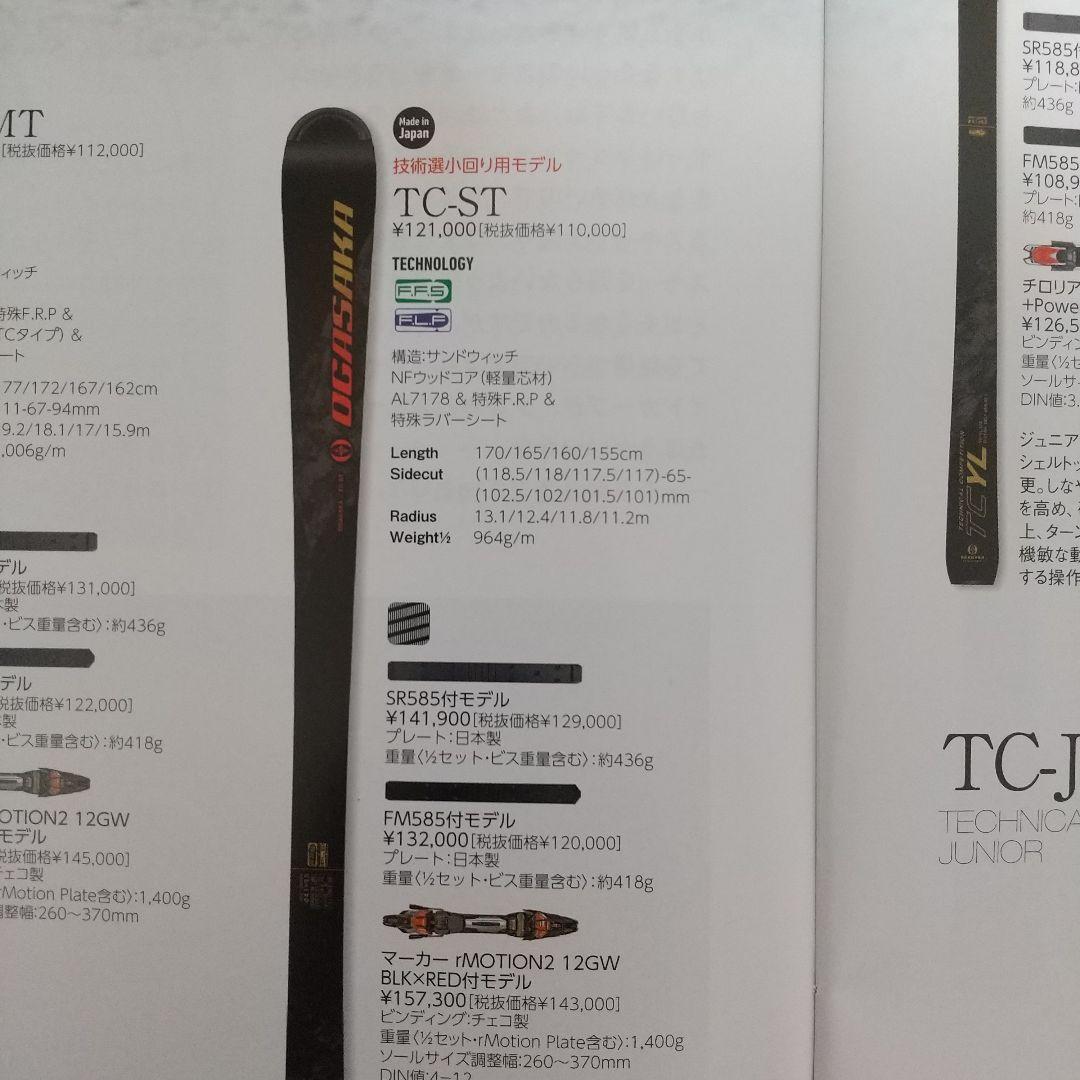 MT
[税抜価格¥112,000]
ィッチ
特殊F.R.P &
TCタイプ) &
ート
77/172/167/162cm
11-67-94mm
9.2/18.1/17/15.9m
,006g/m
デル
税抜価格¥131,000]
本製
・ビス重量含む〉:約436g
デル
税抜価格¥122,000]
本製
・ビス重量含む〉:約418g
OTION2 12GW
モデル
税抜価格¥145,000]
チェコ製
rMotion Plate含む〉:1,400g
調整幅:260〜370mm
OGASAKA
Made in
Japan
技術選小回り用モデル
TC-ST
¥121,000[税抜価格¥110,000]
TECHNOLOGY
F.F.S
F.L.P
構造:サンドウィッチ
NFウッドコア(軽量芯材)
AL7178 & 特殊F.R.P &
特殊ラバーシート
Length 170/165/160/155cm
Sidecut (118.5/118/117.5/117)-65-
(102.5/102/101.5/101)mm
Radius 13.1/12.4/11.8/11.2m
Weight½ 964g/m
SR585付モデル
¥141,900[税抜価格¥129,000]
プレート:日本製
重量〈½セット・ビス重量含む〉:約436g
FM585付モデル
¥132,000[税抜価格¥120,000]
プレート:日本製
重量〈½セット・ビス重量含む〉:約418g
マーカー rMOTION2 12GW
BLK×RED付モデル
¥157,300[税抜価格¥143,000]
ビンディング:チェコ製
重量〈½セット・rMotion Plate含む〉:1,400g
ソールサイズ調整幅:260〜370mm
DIN値:4−12
TCYL
SR585付
¥118,8
プレート:
約436g
FM585
¥108,9
プレート:
約418g
チロリア
+Powe
¥126,5
ビンディン
重量〈½セ
ソールサー
DIN値:3.
ジュニア
シェルトッ
更。しなや
を高め、
上、ターン
機敏な動
する操作
TC-J
TECHNICA
JUNIOR